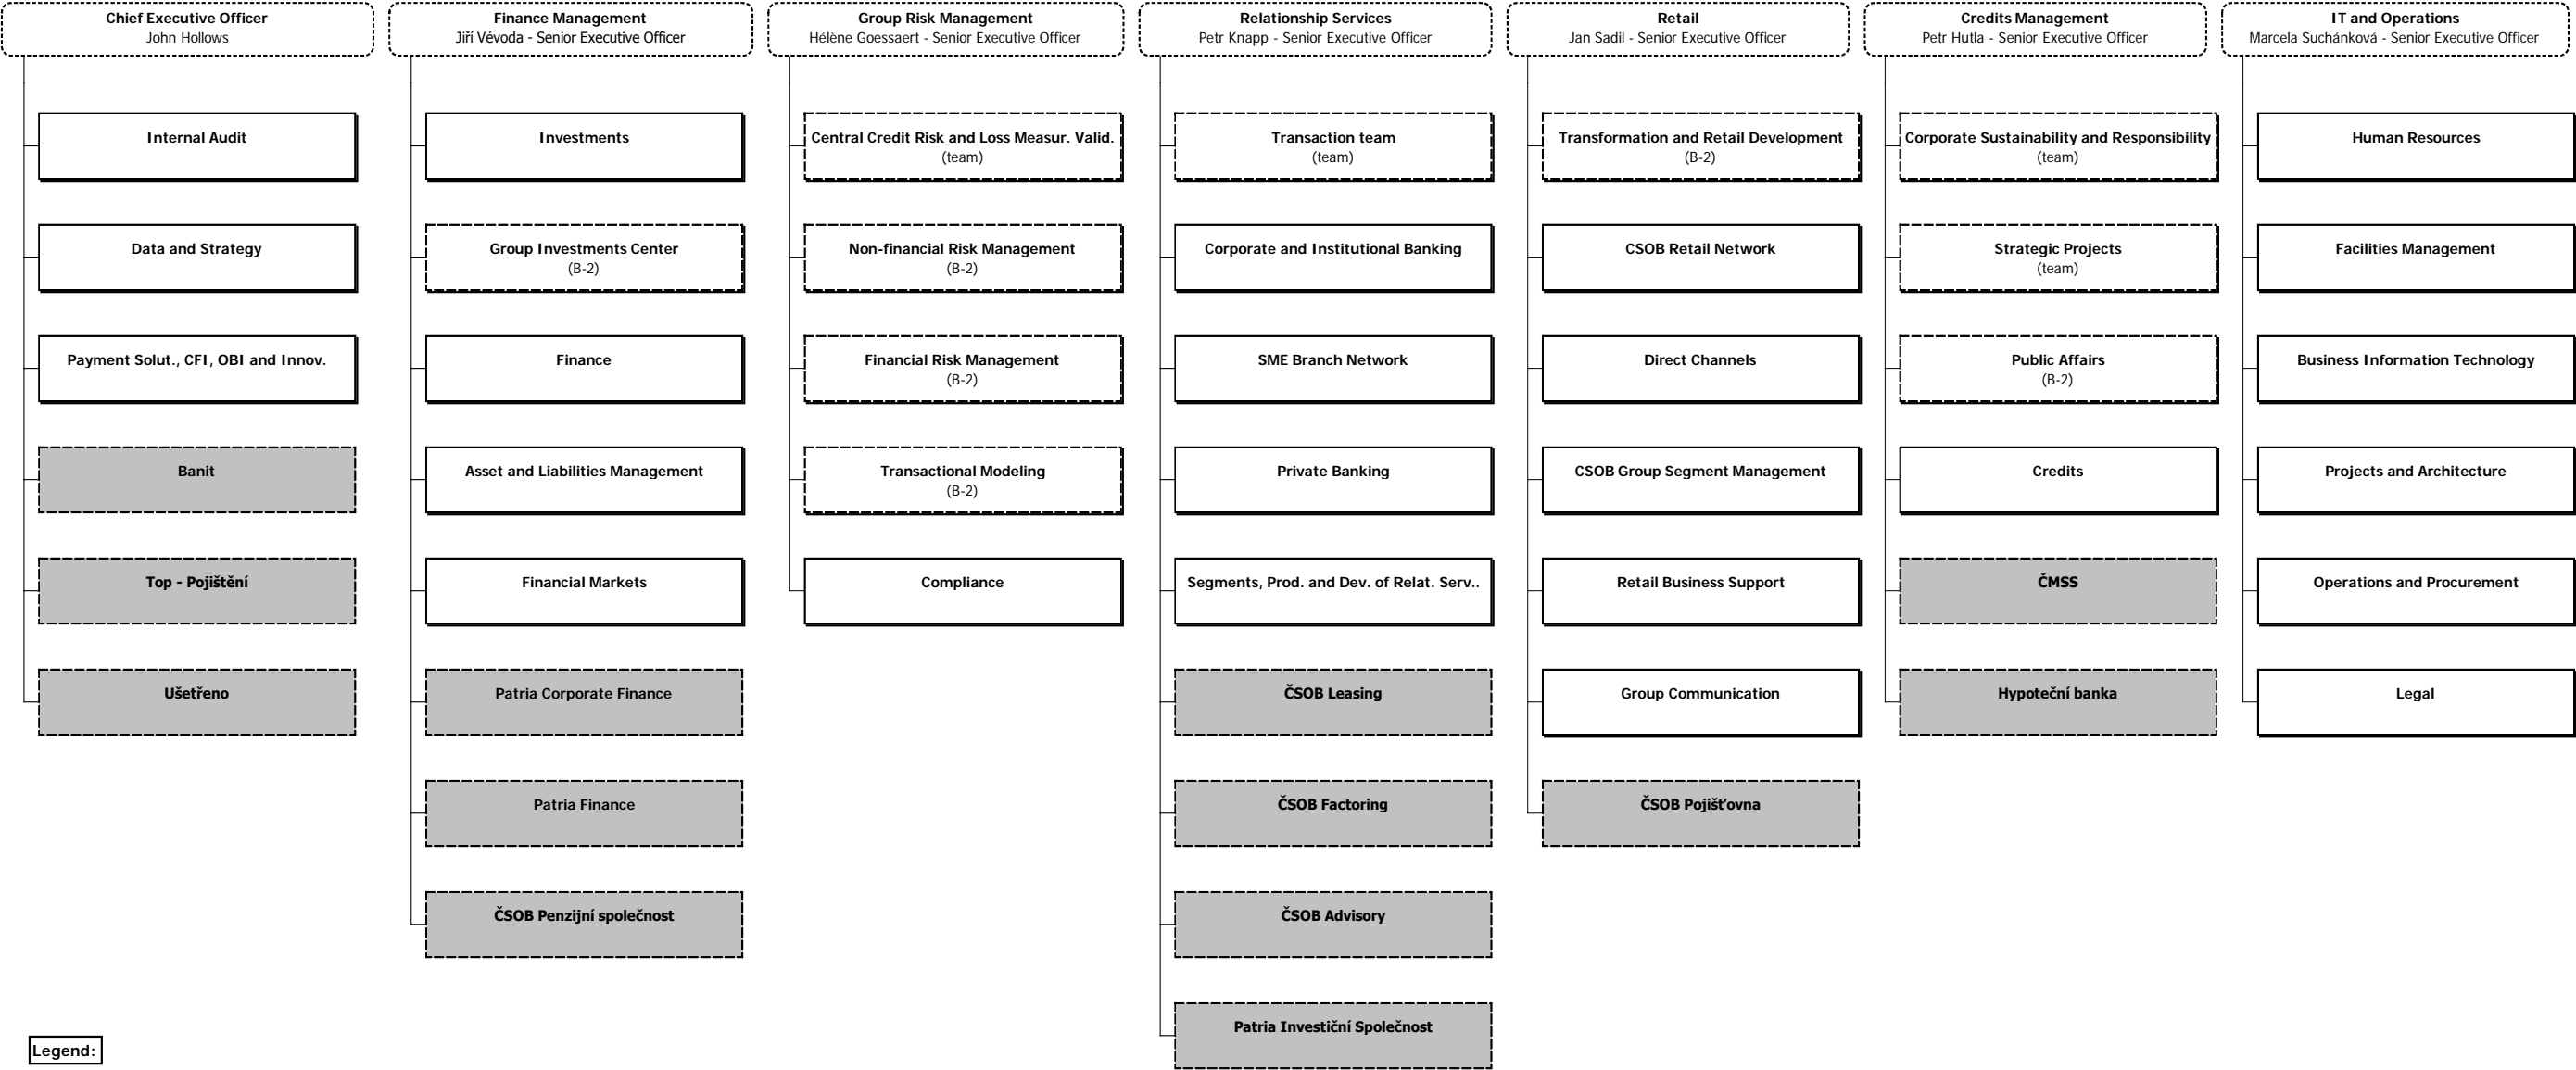 Chief Executive Officer
John Hollows
Internal Audit
Data and Strategy
Payment Solut., CFI, OBI and Innov.
Banit
Top - Pojištění
Ušetřeno
Finance Management
Jiří Vévoda - Senior Executive Officer
Investments
Group Investments Center
(B-2)
Finance
Asset and Liabilities Management
Financial Markets
Patria Corporate Finance
Patria Finance
ČSOB Penzijní společnost
Group Risk Management
Hélène Goessaert - Senior Executive Officer
Central Credit Risk and Loss Measur. Valid.
(team)
Non-financial Risk Management
(B-2)
Financial Risk Management
(B-2)
Transactional Modeling
(B-2)
Compliance
Relationship Services
Petr Knapp - Senior Executive Officer
Transaction team
(team)
Corporate and Institutional Banking
SME Branch Network
Private Banking
Segments, Prod. and Dev. of Relat. Serv..
ČSOB Leasing
ČSOB Factoring
ČSOB Advisory
Patria Investiční Společnost
Retail
Jan Sadil - Senior Executive Officer
Transformation and Retail Development
(B-2)
CSOB Retail Network
Direct Channels
CSOB Group Segment Management
Retail Business Support
Group Communication
ČSOB Pojišťovna
Credits Management
Petr Hutla - Senior Executive Officer
Corporate Sustainability and Responsibility
(team)
Strategic Projects
(team)
Public Affairs
(B-2)
Credits
ČMSS
Hypoteční banka
IT and Operations
Marcela Suchánková - Senior Executive Officer
Human Resources
Facilities Management
Business Information Technology
Projects and Architecture
Operations and Procurement
Legal
Legend: